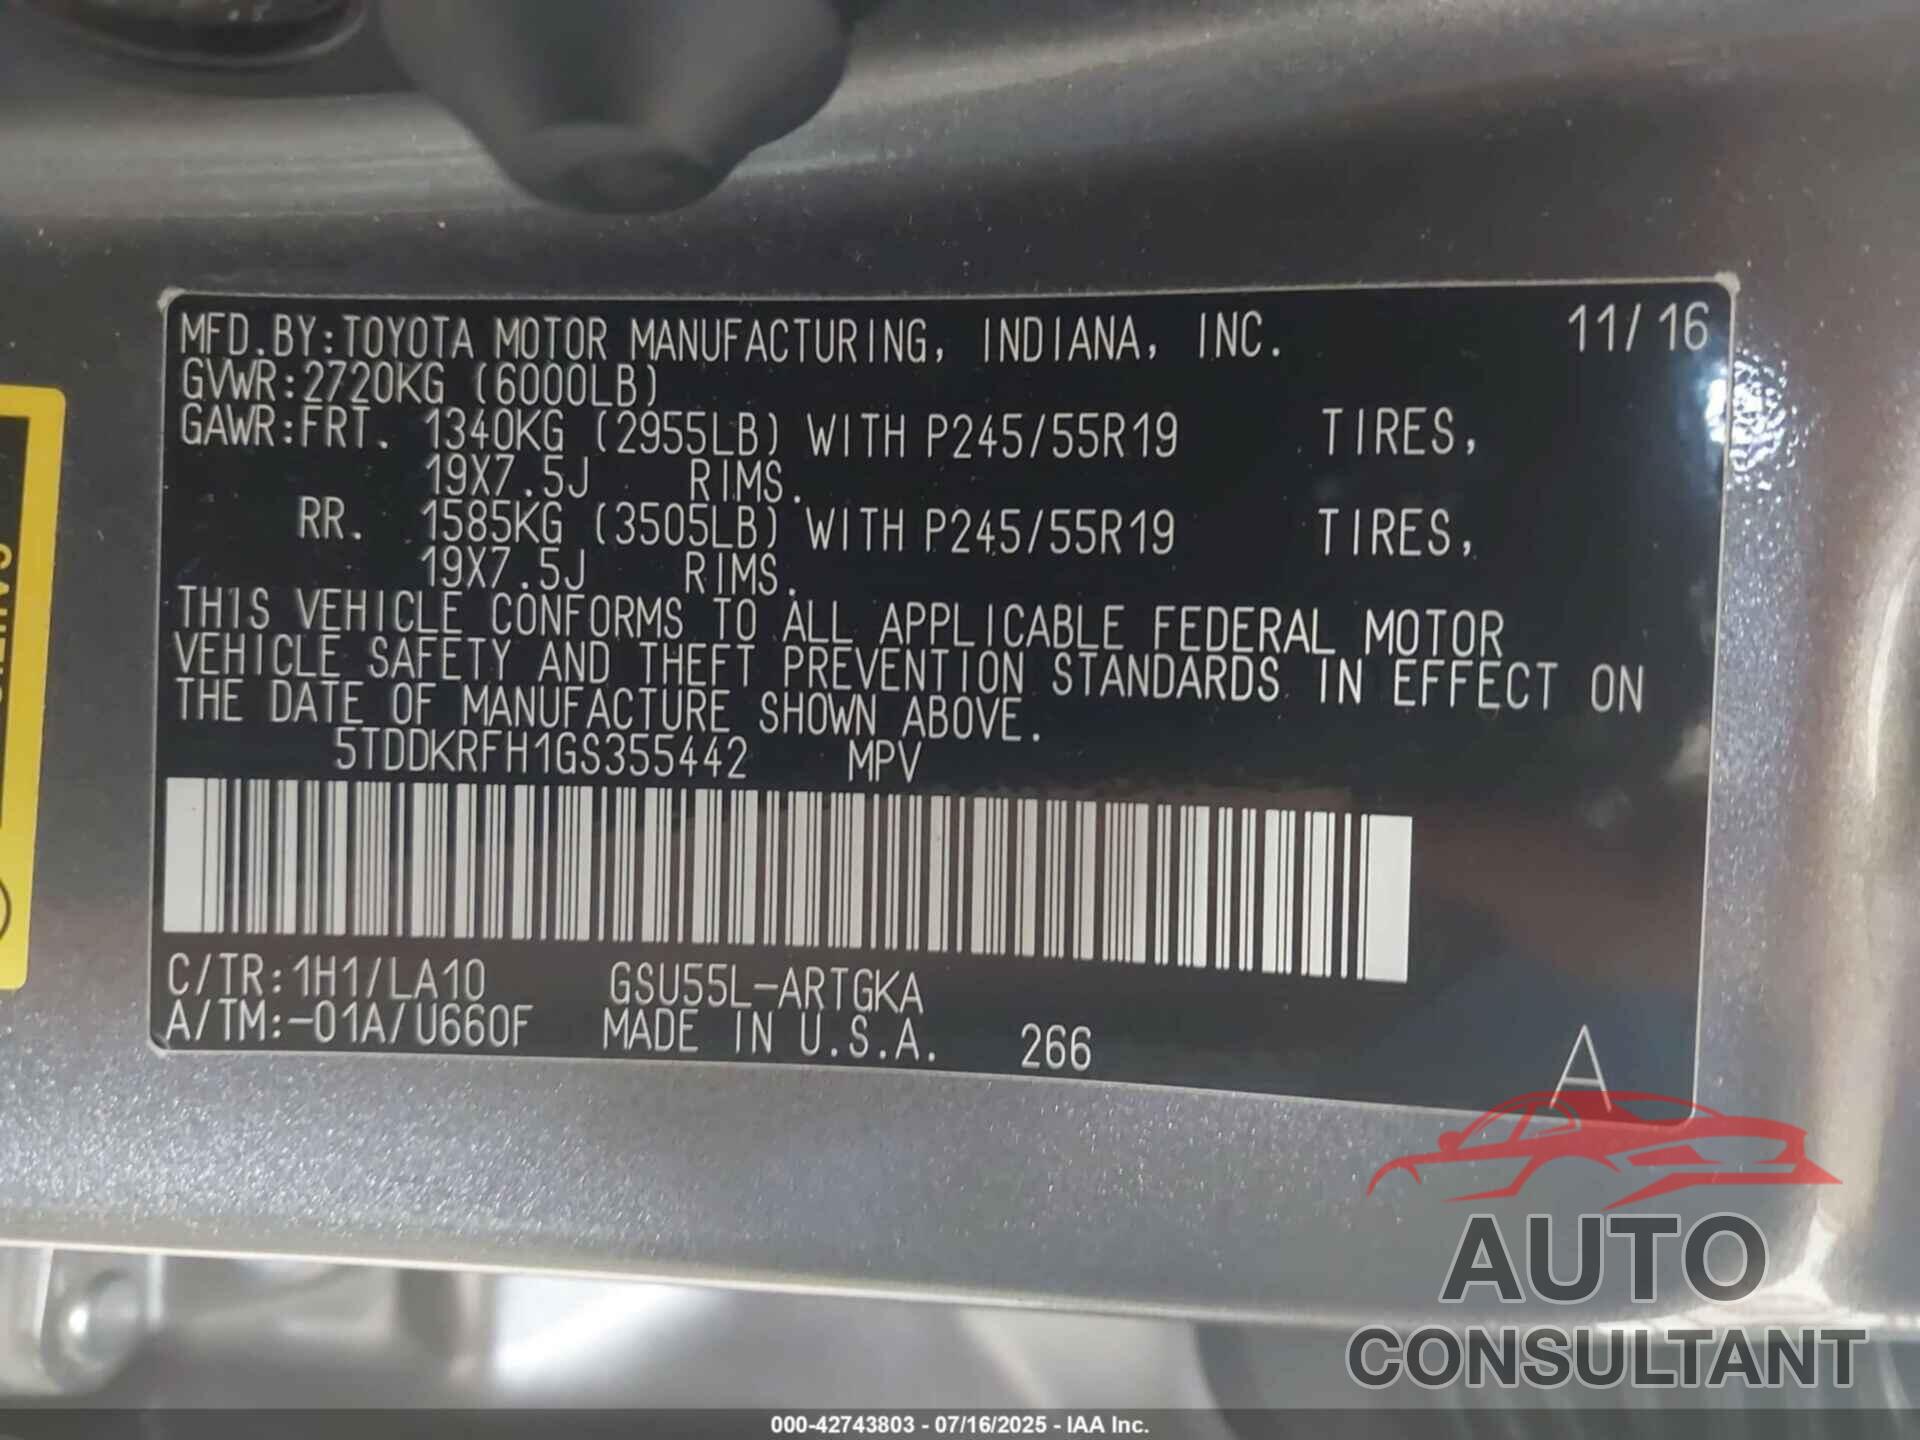 MFD.BY:TOYOTA MOTOR MANUFACTURING, INDIANA, INC. 11/16
GVWR:2720KG (6000LB)
GAWR:FRT. 1340KG (2955LB) WITH P245/55R19 TIRES,
19X7.5J RIMS.
RR. 1585KG (3505LB) WITH P245/55R19 TIRES,
19X7.5J RIMS.
THIS VEHICLE CONFORMS TO ALL APPLICABLE FEDERAL MOTOR
VEHICLE SAFETY AND THEFT PREVENTION STANDARDS IN EFFECT ON
THE DATE OF MANUFACTURE SHOWN ABOVE.
5TDDKRFH1GS355442 MPV
C/TR:1H1/LA10 GSU55L-ARTGKA
A/TM:-01A/U660F MADE IN U.S.A. 266
A
AUTO
CONSULTANT
000-42743803 - 07/16/2025 - IAA Inc.